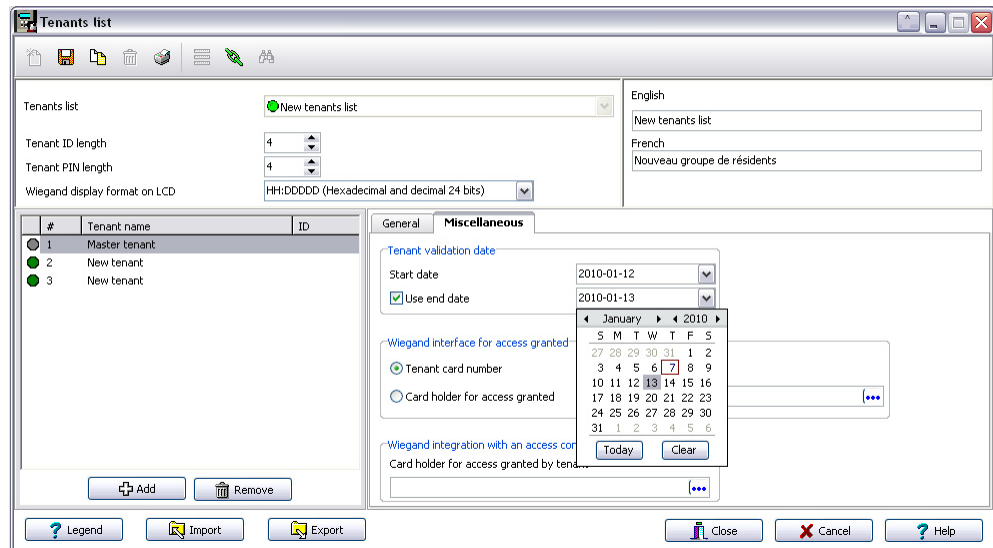 Tenants list
Tenants list
New tenants list
Tenant ID length
4
Tenant PIN length
4
Wiegand display format on LCD
HH:DDDDD (Hexadecimal and decimal 24 bits)
English
New tenants list
French
Nouveau groupe de résidents
# Tenant name ID
1 Master tenant
2 New tenant
3 New tenant
Add
Remove
General Miscellaneous
Tenant validation date
Start date
2010-01-12
Use end date
2010-01-13
January 2010
S M T W T F S
27 28 29 30 31 1 2
3 4 5 6 7 8 9
10 11 12 13 14 15 16
17 18 19 20 21 22 23
24 25 26 27 28 29 30
31 1 2 3 4 5 6
Today Clear
Wiegand interface for access granted
Tenant card number
Card holder for access granted
Wiegand integration with an access con
Card holder for access granted by tenant
Legend Import Export Close Cancel Help